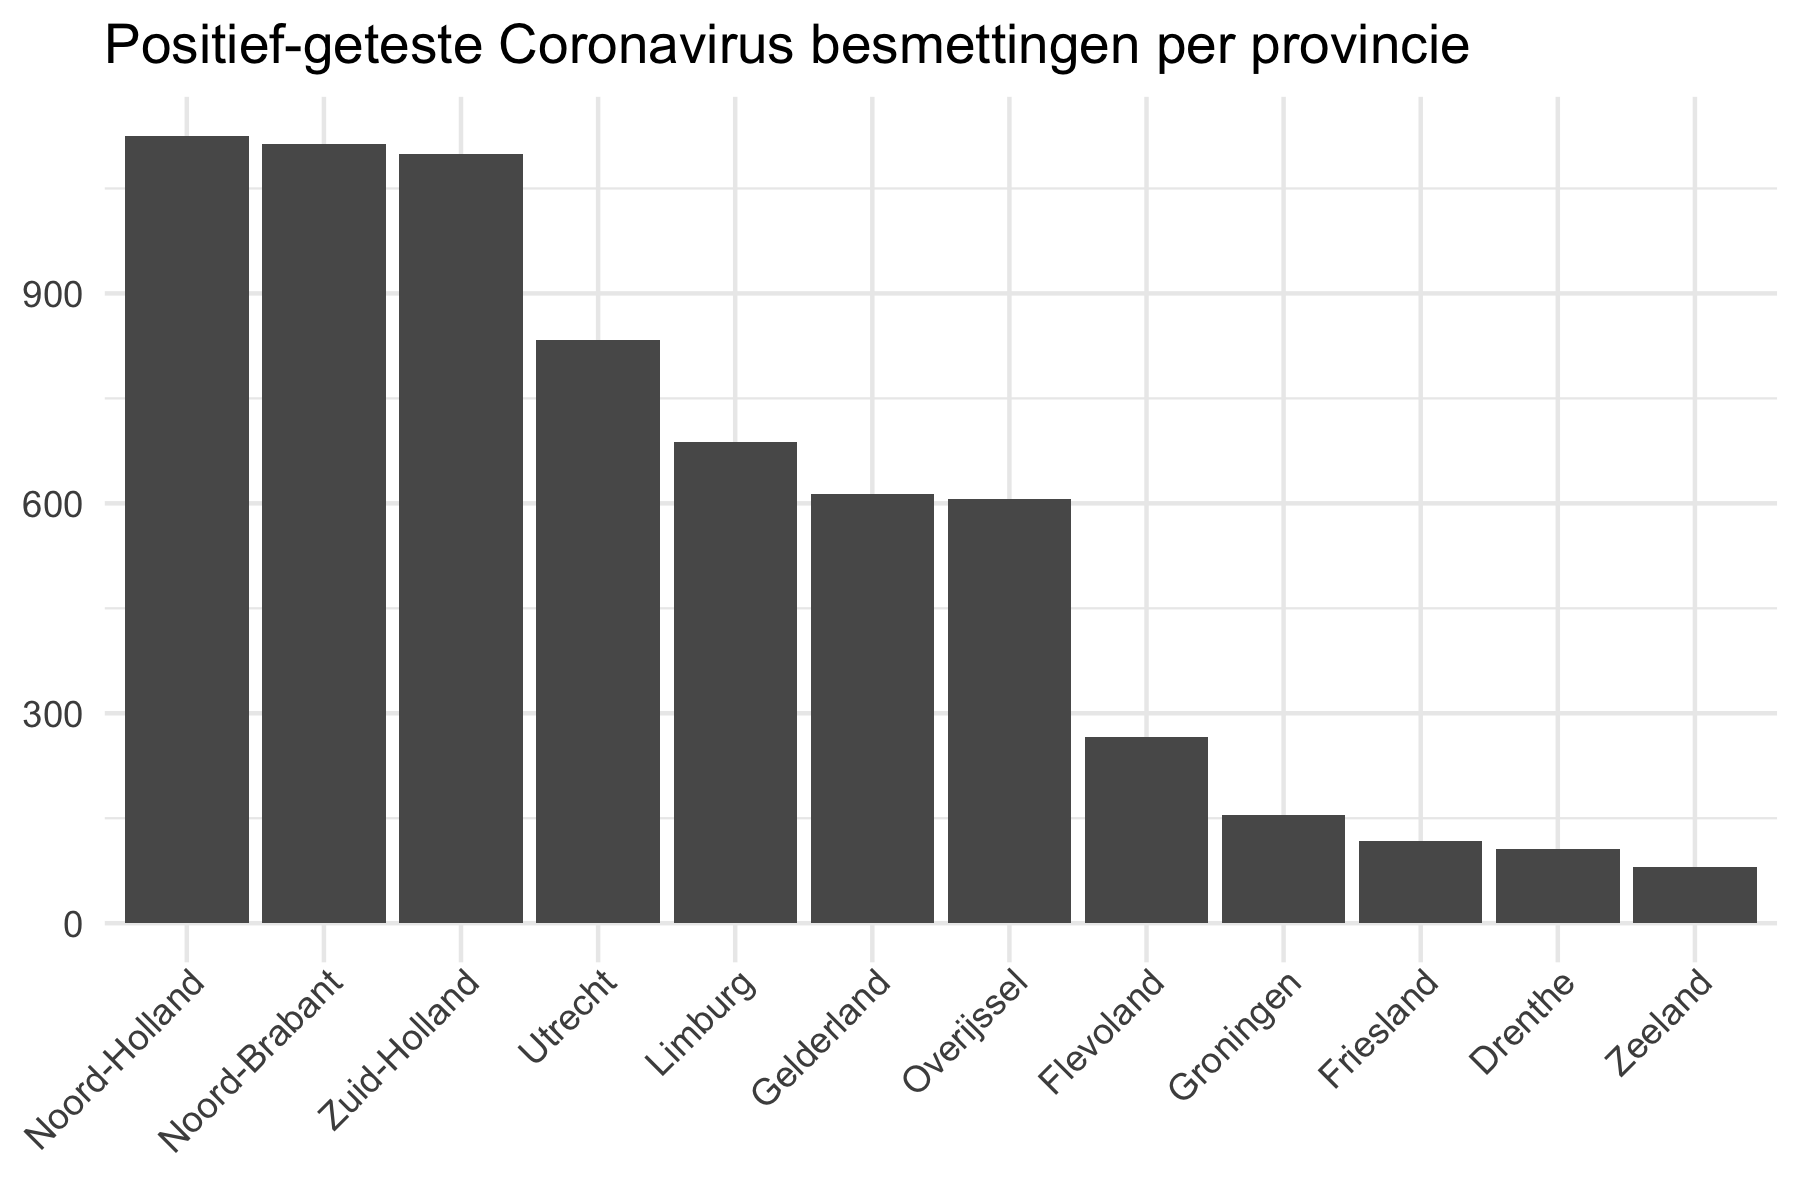 Positief-geteste Coronavirus besmettingen per provincie
900
600
300
0
Noord-Holland
Noord-Brabant
Zuid-Holland
Utrecht
Limburg
Gelderland
Overijssel
Flevoland
Groningen
Friesland
Drenthe
Zeeland